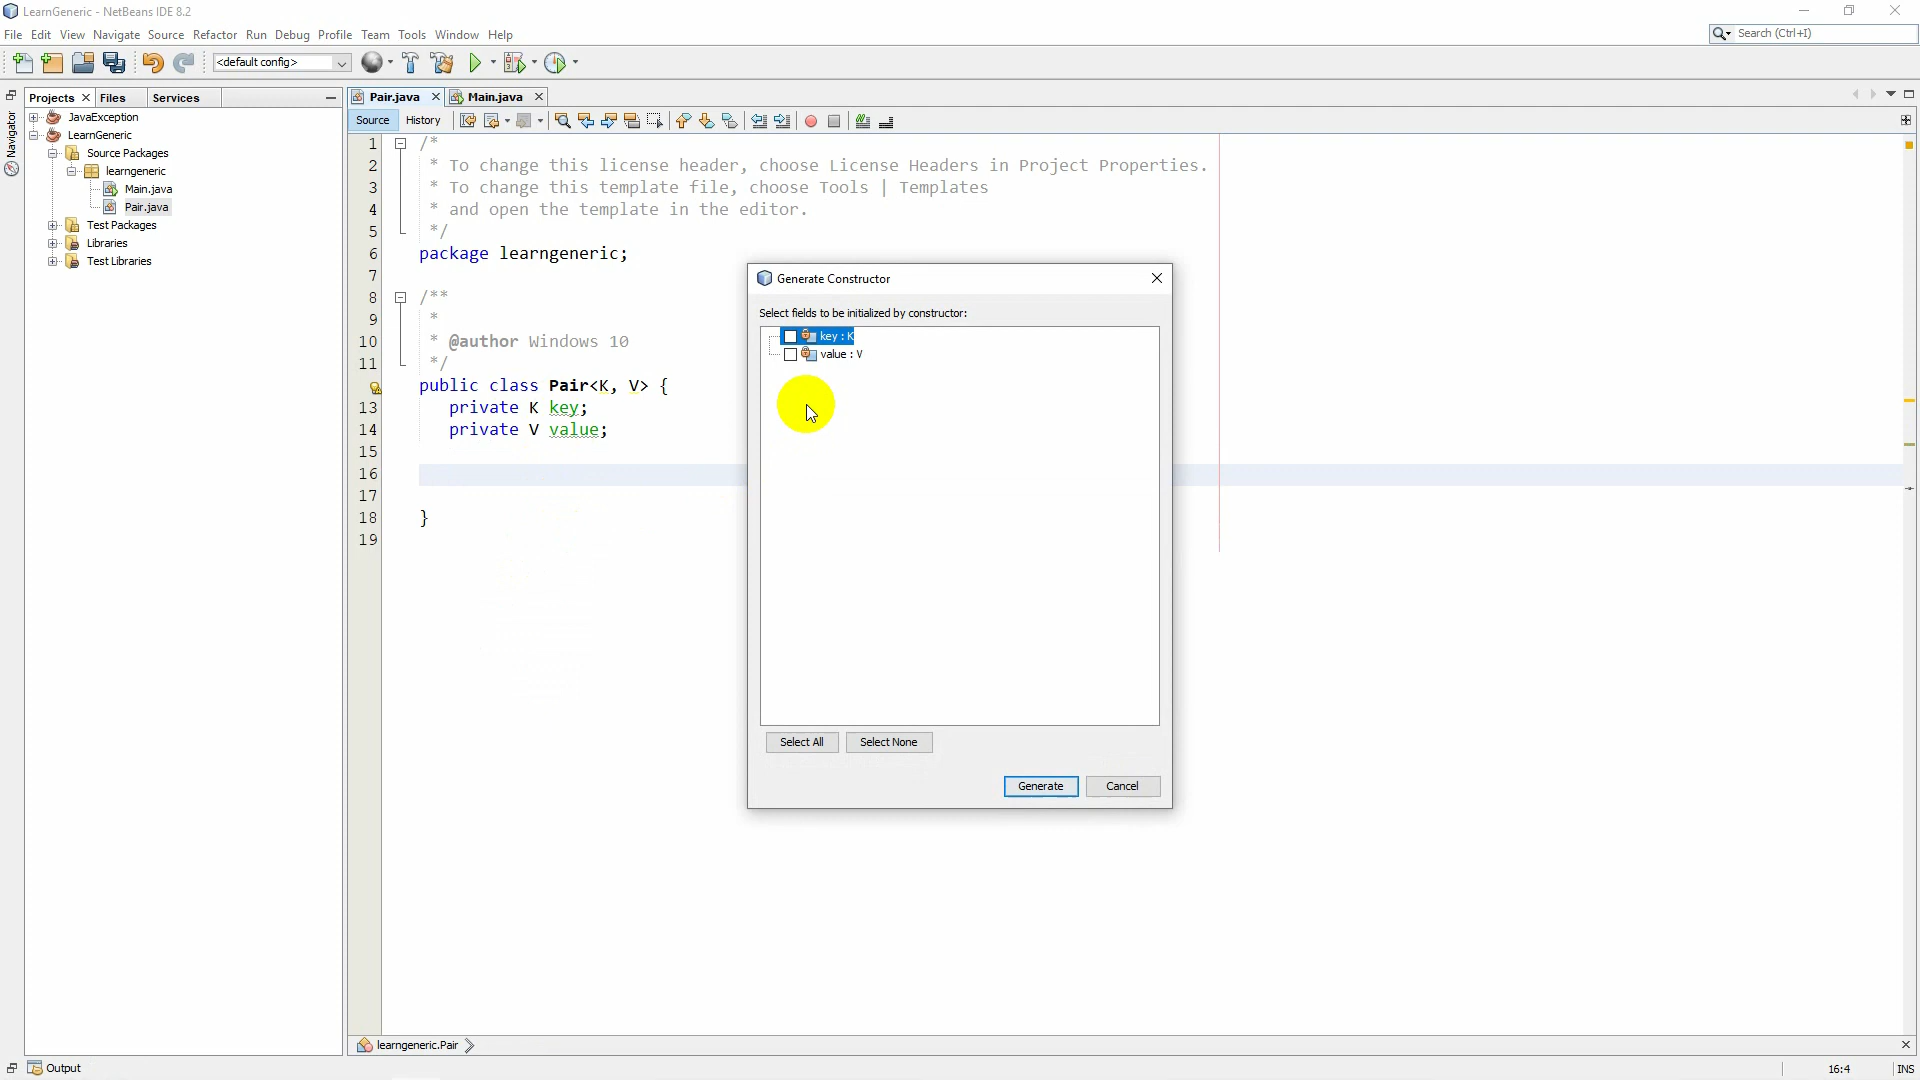 LearnGeneric - NetBeans IDE 8.2
File Edit View Navigate Source Refactor Run Debug Profile Team Tools Window Help
Search (Ctrl+I)
<default config>
Projects Files Services
Navigator
JavaException
LearnGeneric
Source Packages
learngeneric
Main.java
Pair.java
Test Packages
Libraries
Test Libraries
Pair.java Main.java
Source History
1 /*
2 * To change this license header, choose License Headers in Project Properties.
3 * To change this template file, choose Tools | Templates
4 * and open the template in the editor.
5 */
6 package learngeneric;
7
8 /**
9 *
10 * @author Windows 10
11 */
public class Pair<K, V> {
13 private K key;
14 private V value;
15
16
17
18 }
19
Generate Constructor
Select fields to be initialized by constructor:
key : K
value : V
Select All Select None
Generate Cancel
learngeneric.Pair
Output
16:4 INS